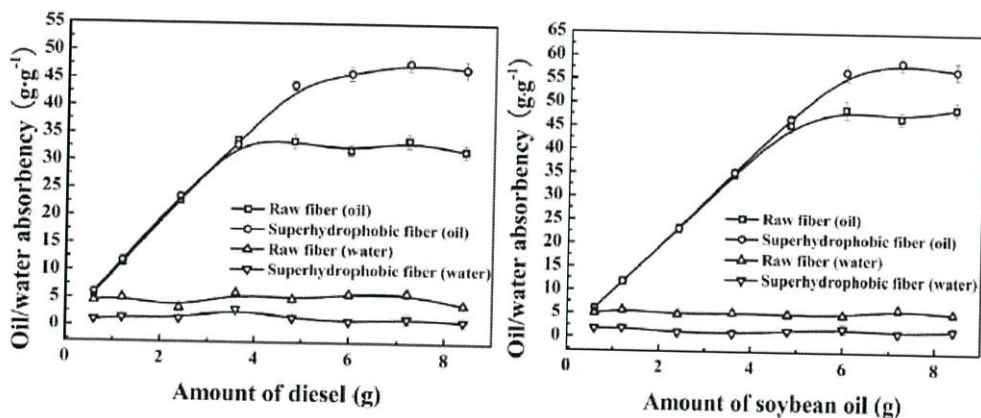 Oil/water absorbency (g·g⁻¹)
55
50
45
40
35
30
25
20
15
10
5
0
Raw fiber (oil)
Superhydrophobic fiber (oil)
Raw fiber (water)
Superhydrophobic fiber (water)
0 2 4 6 8
Amount of diesel (g)
Oil/water absorbency (g.g⁻¹)
65
60
55
50
45
40
35
30
25
20
15
10
5
0
Raw fiber (oil)
Superhydrophobic fiber (oil)
Raw fiber (water)
Superhydrophobic fiber (water)
0 2 4 6 8
Amount of soybean oil (g)